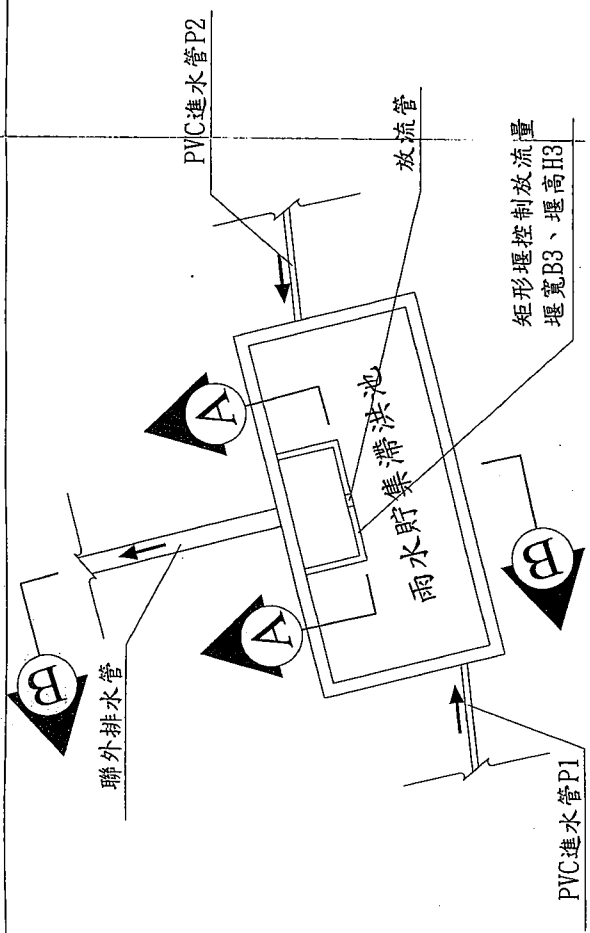 PVC進水管P2
放流管
矩形堰控制放流量
堰寬B3、堰高H3
A
A
雨水貯集滯洪池
B
B
聯外排水管
PVC進水管P1